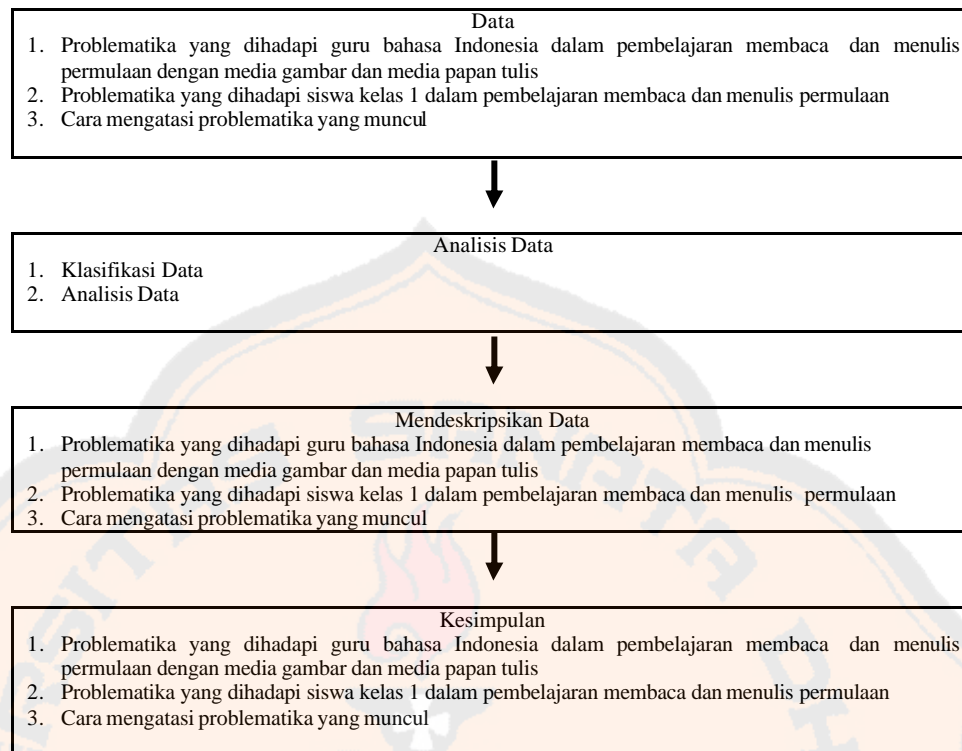 Data
1. Problematika yang dihadapi guru bahasa Indonesia dalam pembelajaran membaca dan menulis
permulaan dengan media gambar dan media papan tulis
2. Problematika yang dihadapi siswa kelas 1 dalam pembelajaran membaca dan menulis permulaan
3. Cara mengatasi problematika yang muncul
Analisis Data
1. Klasifikasi Data
2. Analisis Data
Mendeskripsikan Data
1. Problematika yang dihadapi guru bahasa Indonesia dalam pembelajaran membaca dan menulis
permulaan dengan media gambar dan media papan tulis
2. Problematika yang dihadapi siswa kelas 1 dalam pembelajaran membaca dan menulis permulaan
3. Cara mengatasi problematika yang muncul
Kesimpulan
1. Problematika yang dihadapi guru bahasa Indonesia dalam pembelajaran membaca dan menulis
permulaan dengan media gambar dan media papan tulis
2. Problematika yang dihadapi siswa kelas 1 dalam pembelajaran membaca dan menulis permulaan
3. Cara mengatasi problematika yang muncul